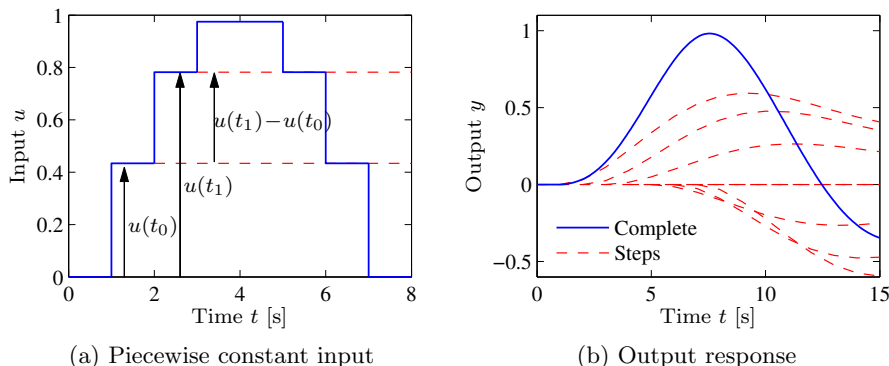 1
0.8
0.6
0.4
0.2
0
0 2 4 6 8
Input u
Time t [s]
u(t₁)−u(t₀)
u(t₁)
u(t₀)
(a) Piecewise constant input
1
0.5
0
−0.5
0 5 10 15
Output y
Time t [s]
Complete
Steps
(b) Output response